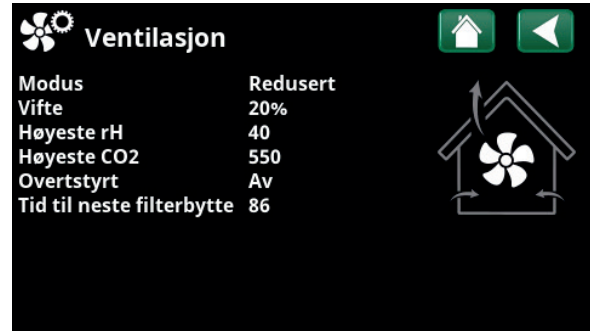 Ventilasjon
Modus Redusert
Vifte 20%
Høyeste rH 40
Høyeste CO2 550
Overtstyrt Av
Tid til neste filterbytte 86